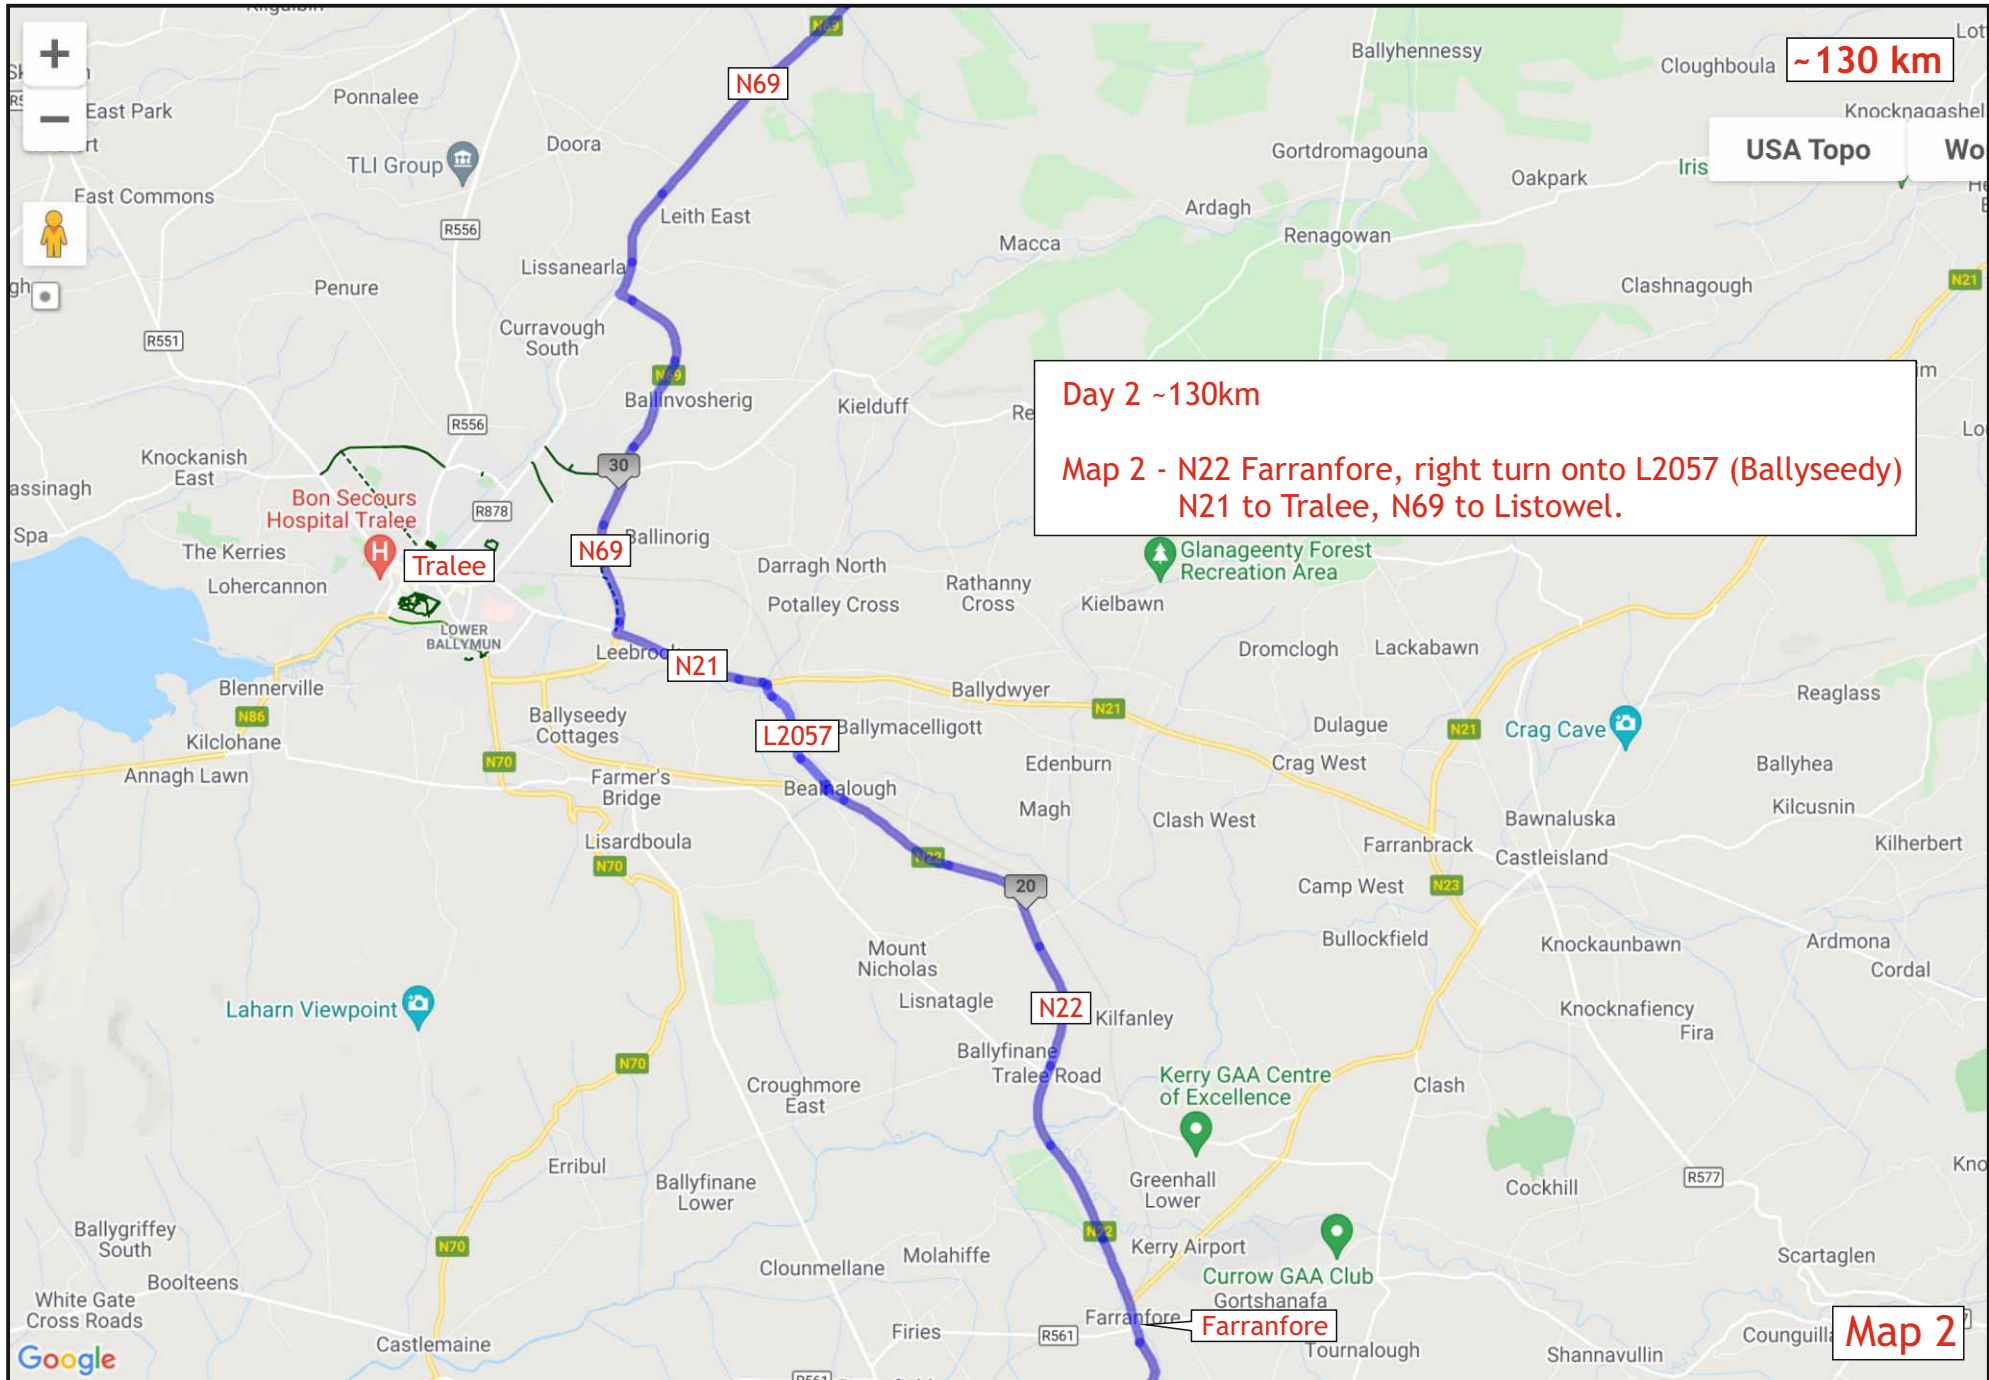 N69
N69
~130 km
Ballyhennessy
Cloughboula
Ponnalee
East Park
Knocknagashel
USA Topo
Doora
TLI Group
Gortdromagouna
Oakpark
East Commons
R556
Leith East
Ardagh
Renagowan
Macca
Lissanearla
Penure
Clashnagough
N21
R551
Curravough
South
N69
Ballinvosherig
Kielduff
Day 2 ~130km
Map 2 - N22 Farranfore, right turn onto L2057 (Ballyseedy)
N21 to Tralee, N69 to Listowel.
R556
Knockanish
East
30
assinagh
Bon Secours
Hospital Tralee
H
R878
Spa
The Kerries
Tralee
N69
Ballinorig
Lohercannon
Darragh North
Potalley Cross
Rathanny
Cross
Glanageenty Forest
Recreation Area
Kielbawn
LOWER
BALLYMUN
Leebrook
N21
Dromclogh
Lackabawn
Blennerville
N86
Kilclohane
Annagh Lawn
Ballydwyer
N21
Reaglass
Ballyseedy
Cottages
L2057
Ballymacelligott
Dulague
N21
Crag Cave
N70
Farmer's
Bridge
Bealnalough
Edenburn
Crag West
Ballyhea
Magh
Clash West
Kilcusnin
Bawnaluska
Lisardboula
N70
N22
Farranbrack
Castleisland
Kilherbert
20
Camp West
N23
Mount
Nicholas
Bullockfield
Knockaunbawn
Ardmona
Cordal
Laharn Viewpoint
Lisnatagle
N22
Kilfanley
Knocknafiency
Fira
N70
Ballyfinane
Tralee Road
Croughmore
East
Kerry GAA Centre
of Excellence
Clash
Erribul
Ballyfinane
Lower
Greenhall
Lower
Cockhill
R577
Ballygriffey
South
N70
Boolteens
Clounmellane
Molahiffe
N22
Kerry Airport
Currow GAA Club
Gortshanafa
Scartaglen
White Gate
Cross Roads
Castlemaine
Firies
R561
Farranfore
Farranfore
Tournalough
Shannavullin
Map 2
Google